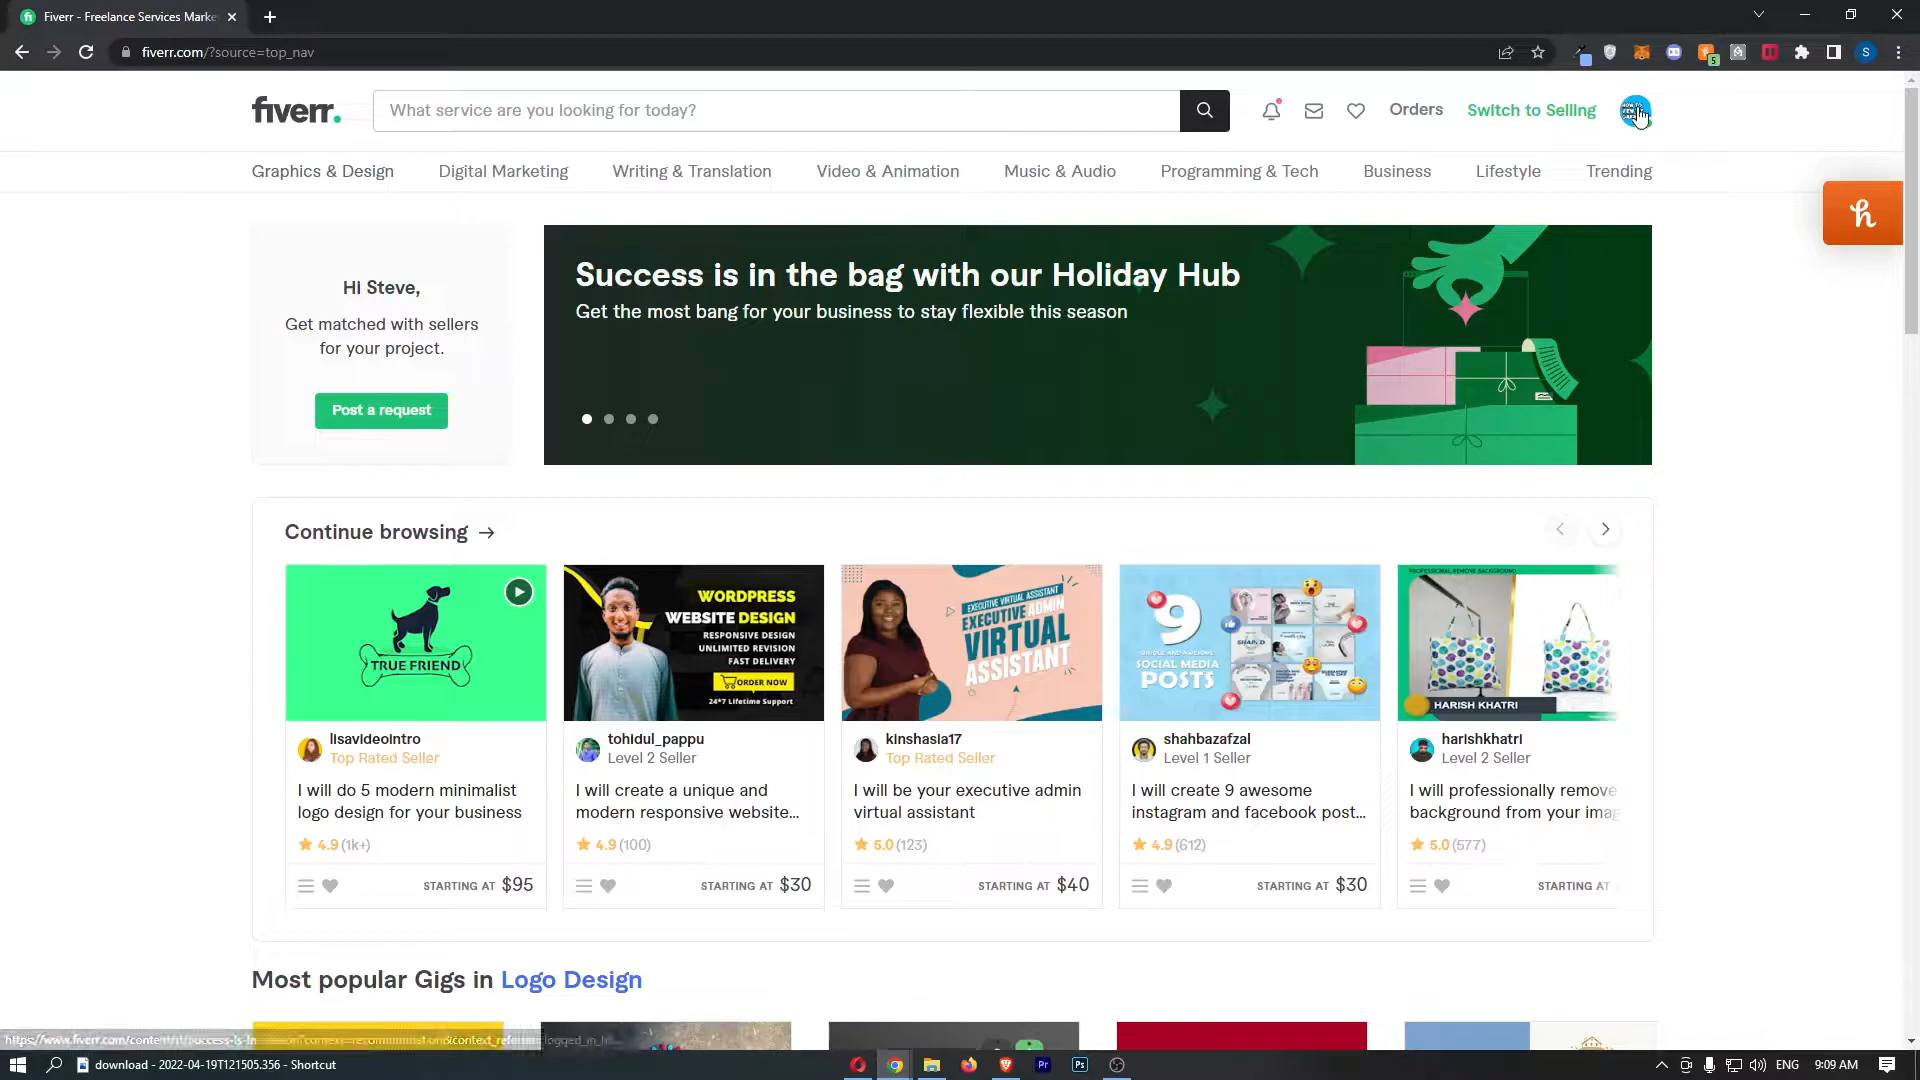 Fiverr - Freelance Services Marke
fiverr.com/?source=top_nav
S
5
fiverr.
What service are you looking for today?
Orders
Switch to Selling
Graphics & Design
Digital Marketing
Writing & Translation
Video & Animation
Music & Audio
Programming & Tech
Business
Lifestyle
Trending
Hi Steve,
Get matched with sellers
for your project.
Post a request
Success is in the bag with our Holiday Hub
Get the most bang for your business to stay flexible this season
Continue browsing →
TRUE FRIEND
lisavideointro
Top Rated Seller
I will do 5 modern minimalist
logo design for your business
4.9 (1k+)
STARTING AT $95
WORDPRESS
WEBSITE DESIGN
RESPONSIVE DESIGN
UNLIMITED REVISION
FAST DELIVERY
ORDER NOW
24*7 Lifetime Support
tohidul_pappu
Level 2 Seller
I will create a unique and
modern responsive website...
4.9 (100)
STARTING AT $30
EXECUTIVE VIRTUAL ASSISTANT
EXECUTIVE ADMIN
VIRTUAL
ASSISTANT
kinshasia17
Top Rated Seller
I will be your executive admin
virtual assistant
5.0 (123)
STARTING AT $40
9
UNIQUE AND AWESOME
SOCIAL MEDIA
POSTS
shahbazafzal
Level 1 Seller
I will create 9 awesome
instagram and facebook post...
4.9 (612)
STARTING AT $30
PROFESSIONAL REMOVE BACKGROUND
HARISH KHATRI
harishkhatri
Level 2 Seller
I will professionally remove
background from your imag
5.0 (577)
STARTING AT
Most popular Gigs in Logo Design
download - 2022-04-19T121505.356 - Shortcut
Pr
Ps
ENG
9:09 AM